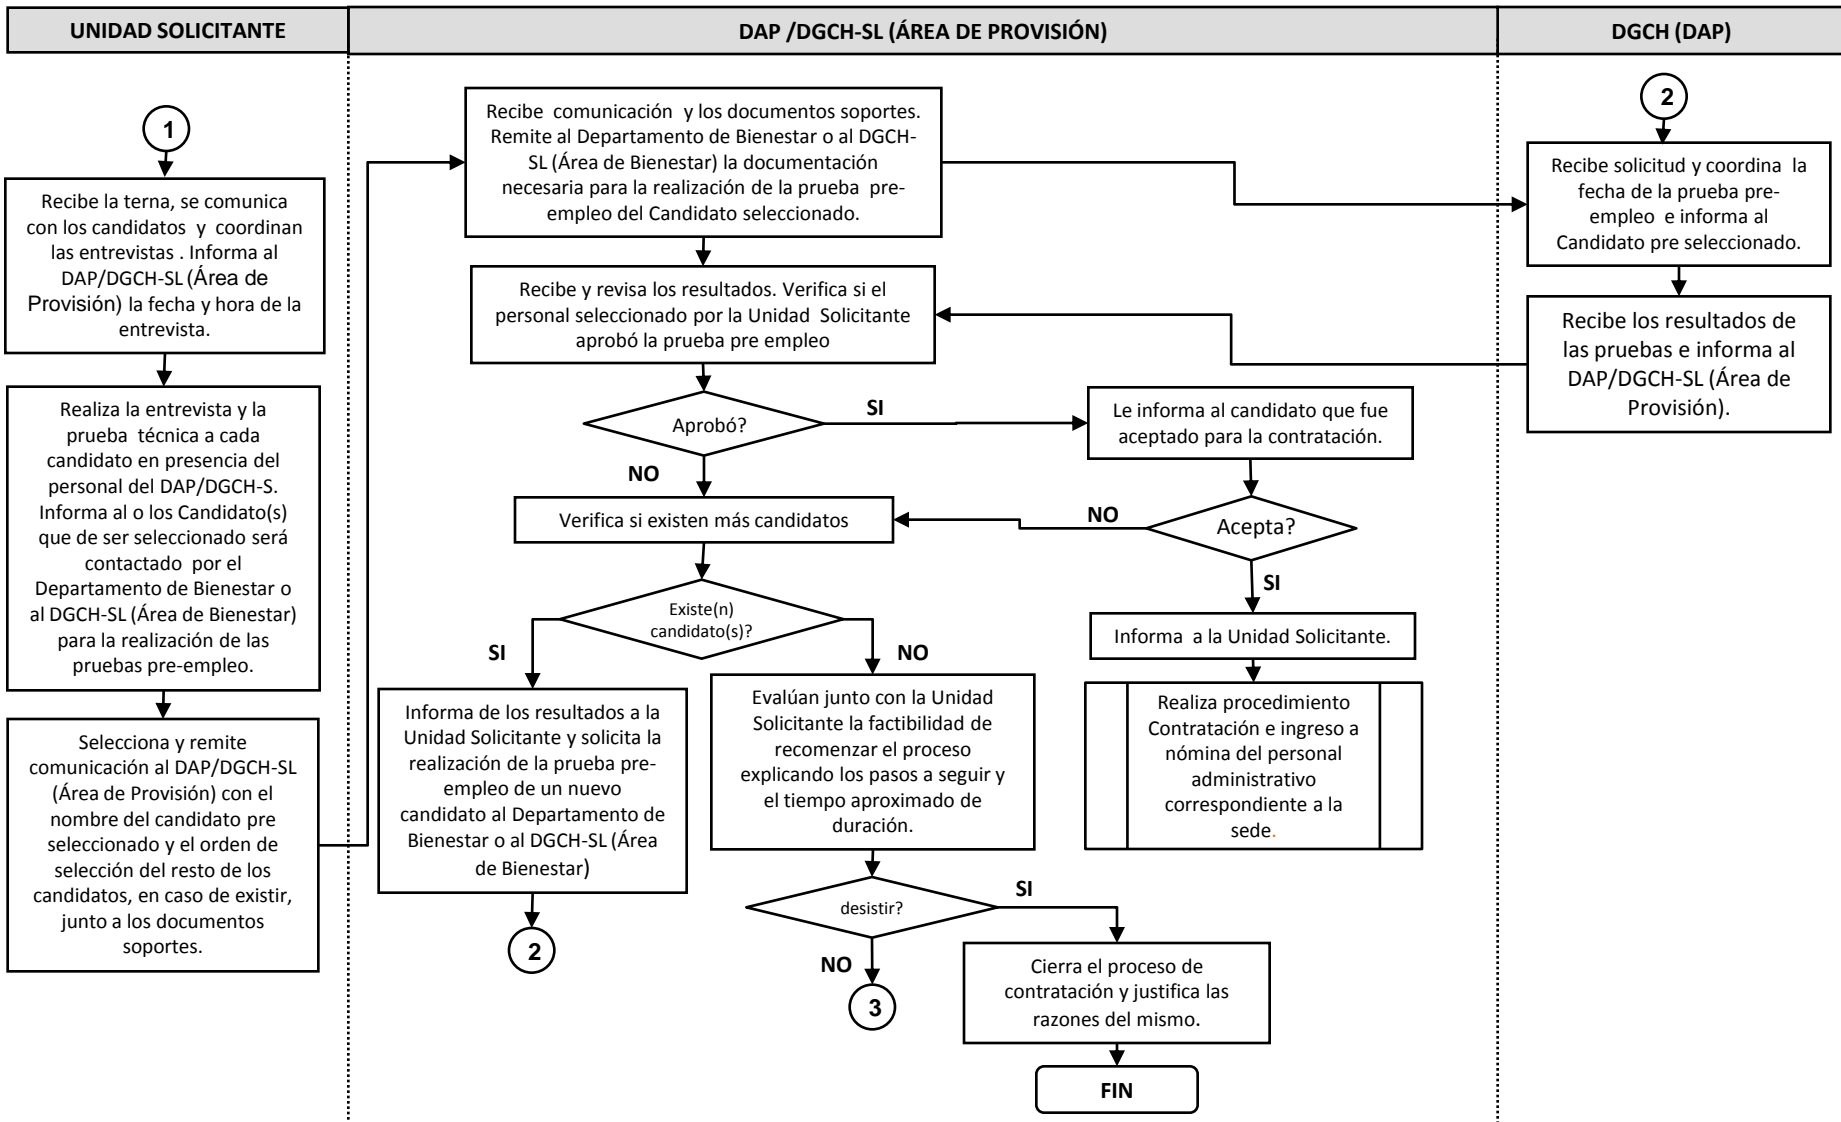 UNIDAD SOLICITANTE
DAP /DGCH-SL (ÁREA DE PROVISIÓN)
DGCH (DAP)
1
Recibe la terna, se comunica
con los candidatos y coordinan
las entrevistas . Informa al
DAP/DGCH-SL (Área de
Provisión) la fecha y hora de la
entrevista.
Realiza la entrevista y la
prueba técnica a cada
candidato en presencia del
personal del DAP/DGCH-S.
Informa al o los Candidato(s)
que de ser seleccionado será
contactado por el
Departamento de Bienestar o
al DGCH-SL (Área de Bienestar)
para la realización de las
pruebas pre-empleo.
Selecciona y remite
comunicación al DAP/DGCH-SL
(Área de Provisión) con el
nombre del candidato pre
seleccionado y el orden de
selección del resto de los
candidatos, en caso de existir,
junto a los documentos
soportes.
Recibe comunicación y los documentos soportes.
Remite al Departamento de Bienestar o al DGCH-
SL (Área de Bienestar) la documentación
necesaria para la realización de la prueba pre-
empleo del Candidato seleccionado.
Recibe y revisa los resultados. Verifica si el
personal seleccionado por la Unidad Solicitante
aprobó la prueba pre empleo
Aprobó?
SI
NO
Le informa al candidato que fue
aceptado para la contratación.
Verifica si existen más candidatos
NO
Acepta?
SI
Existe(n)
candidato(s)?
SI
NO
Informa a la Unidad Solicitante.
Informa de los resultados a la
Unidad Solicitante y solicita la
realización de la prueba pre-
empleo de un nuevo
candidato al Departamento de
Bienestar o al DGCH-SL (Área
de Bienestar)
2
Evalúan junto con la Unidad
Solicitante la factibilidad de
recomenzar el proceso
explicando los pasos a seguir y
el tiempo aproximado de
duración.
Realiza procedimiento
Contratación e ingreso a
nómina del personal
administrativo
correspondiente a la
sede.
desistir?
SI
NO
3
Cierra el proceso de
contratación y justifica las
razones del mismo.
FIN
2
Recibe solicitud y coordina la
fecha de la prueba pre-
empleo e informa al
Candidato pre seleccionado.
Recibe los resultados de
las pruebas e informa al
DAP/DGCH-SL (Área de
Provisión).